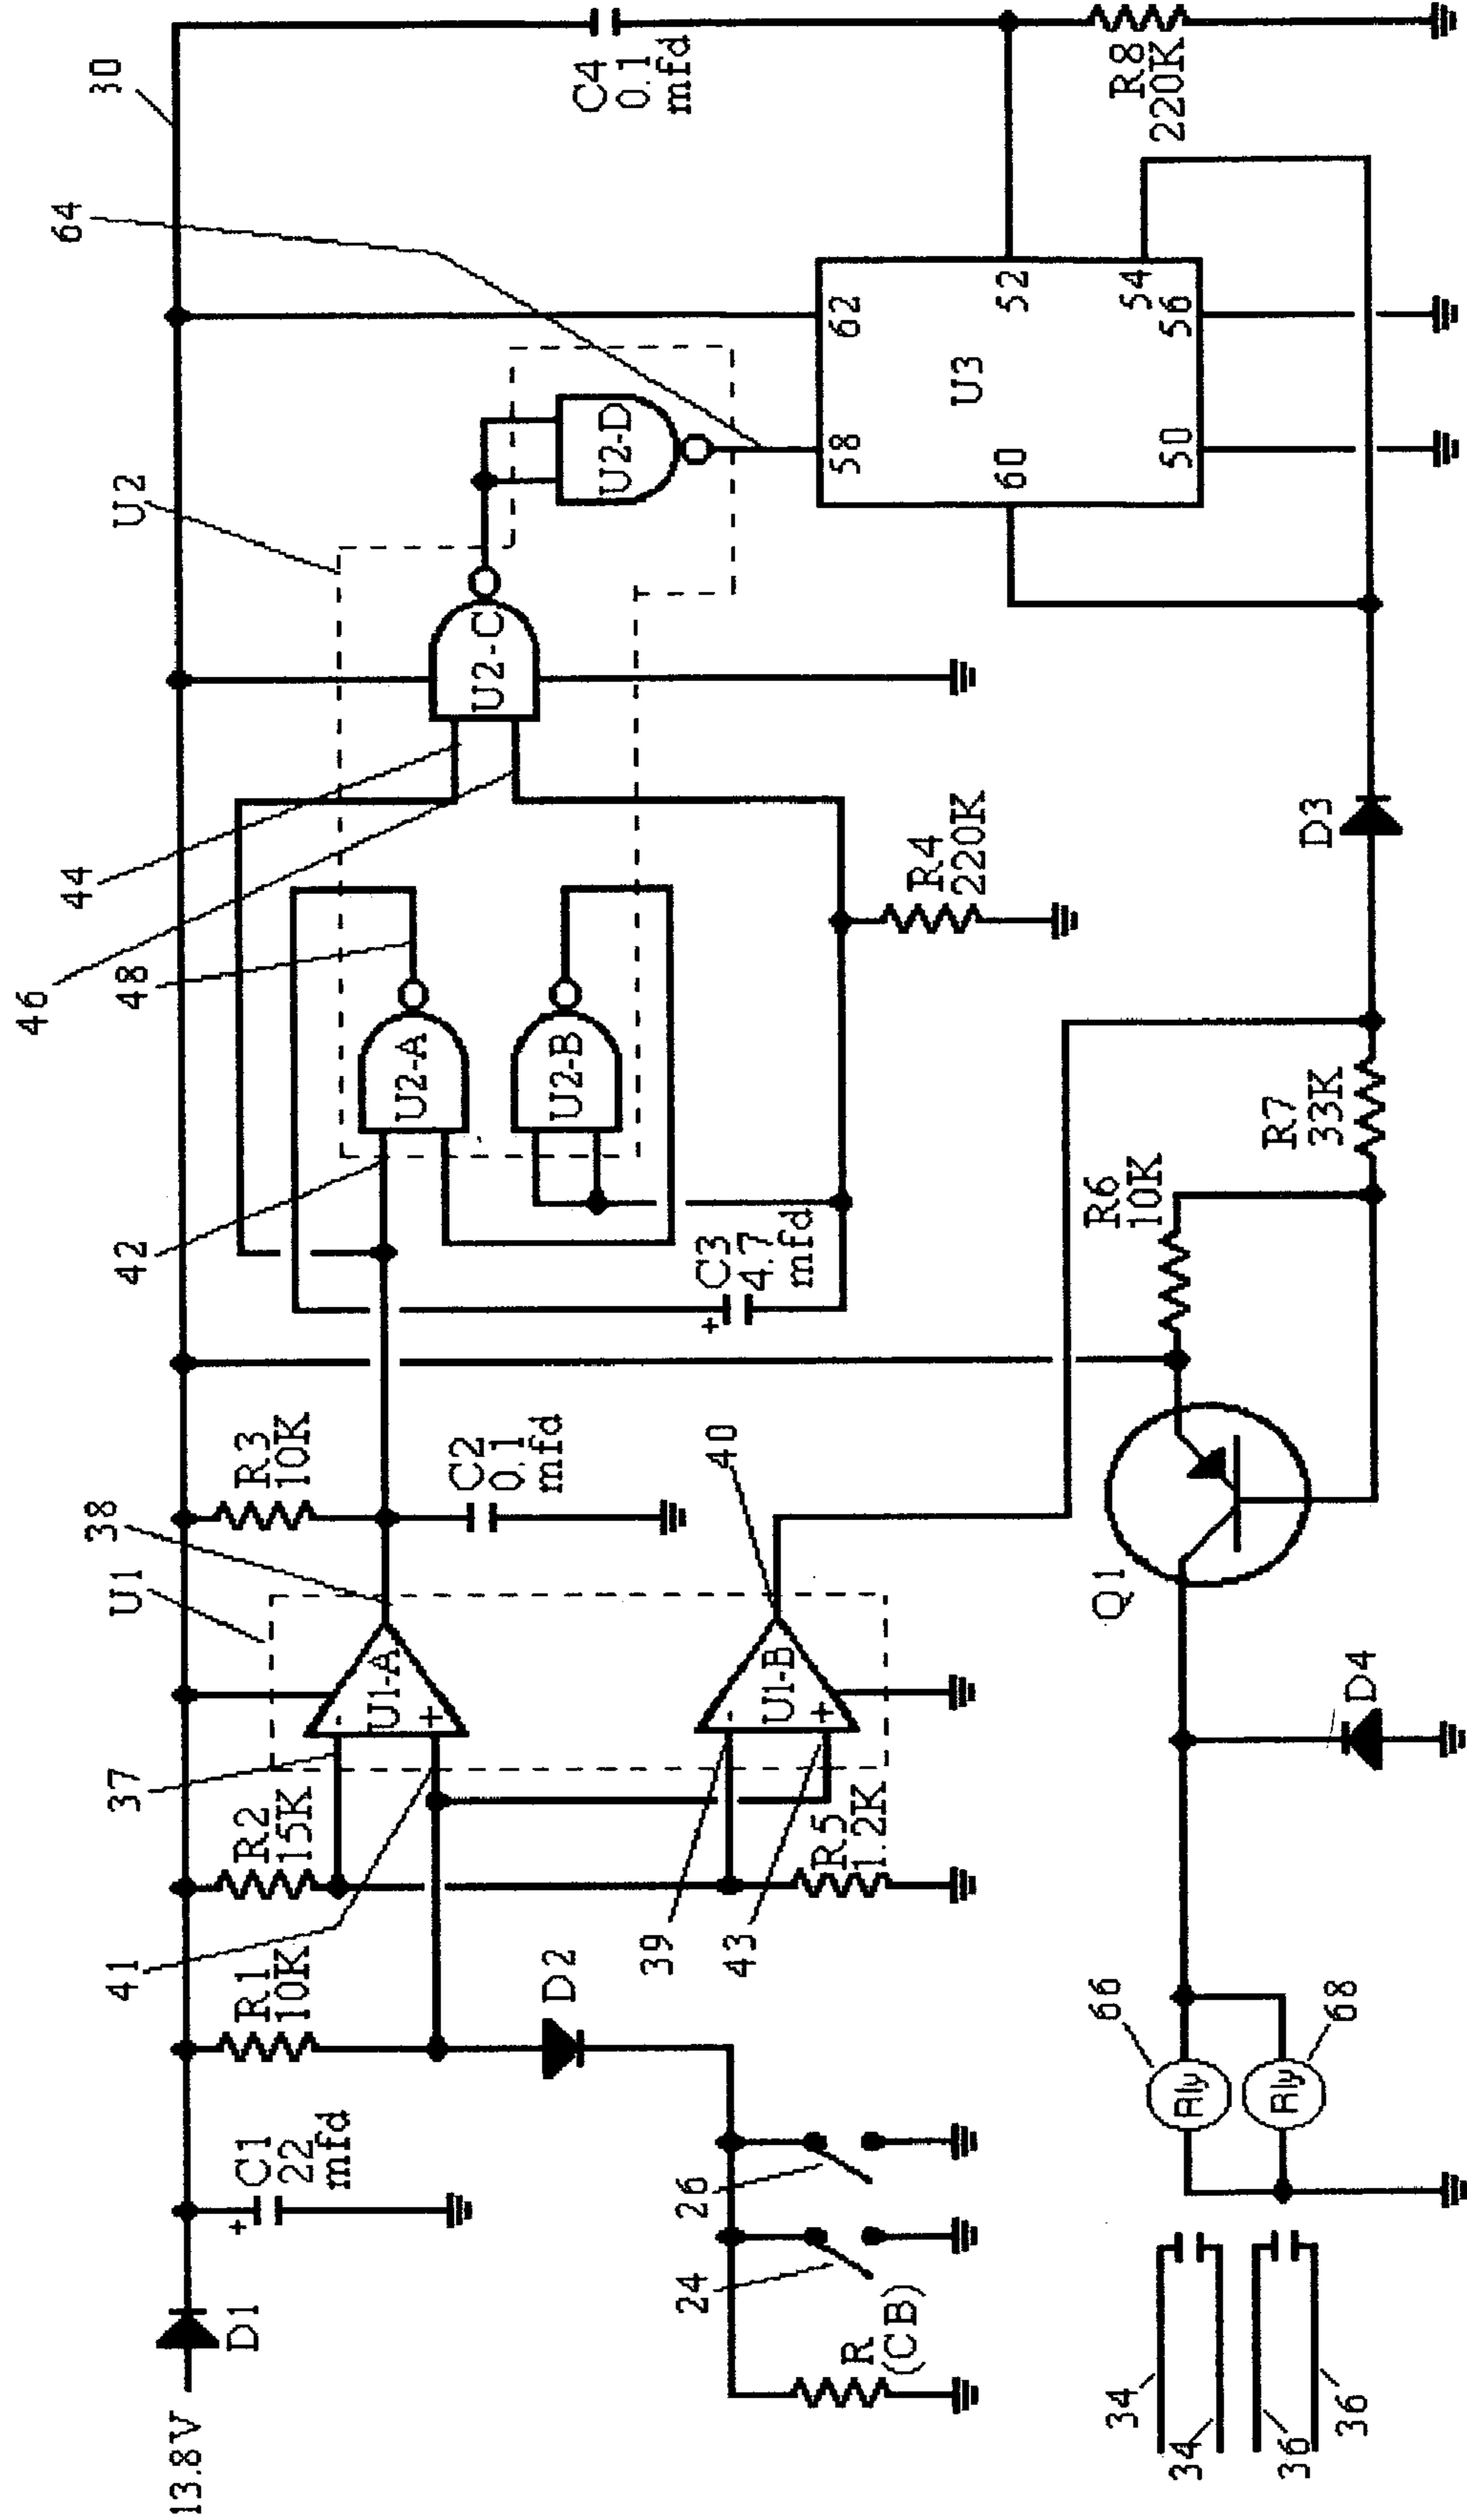 13.8V
D1
C1
22
mfd
R1
10K
41
R2
15K
37
U1
38
R3
10K
42
48
46
44
U2
64
30
U1-A
-
+
C2
0.1
mfd
U2-A
U2-B
U2-C
U2-D
C4
0.1
mfd
+
D2
39
43
U1-B
-
+
40
C3
4.7
mfd
+
R4
220K
58
62
60
U3
52
54
50
56
R8
220K
24
26
R
(CB)
R5
1.2K
34
34
36
36
66
68
Rly
Rly
D4
Q1
R6
10K
R7
33K
D3